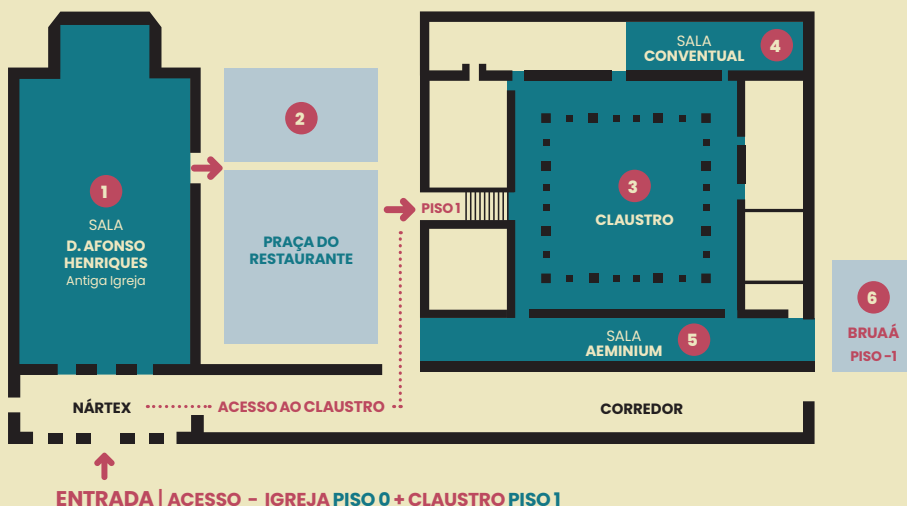 SALA
CONVENTUAL
4
2
1
SALA
D. AFONSO
HENRIQUES
Antiga Igreja
PRAÇA DO
RESTAURANTE
PISO 1
3
CLAUSTRO
SALA
AEMINIUM
5
6
BRUAÁ
PISO -1
NÁRTEX
ACESSO AO CLAUSTRO
CORREDOR
ENTRADA | ACESSO - IGREJA PISO 0 + CLAUSTRO PISO 1